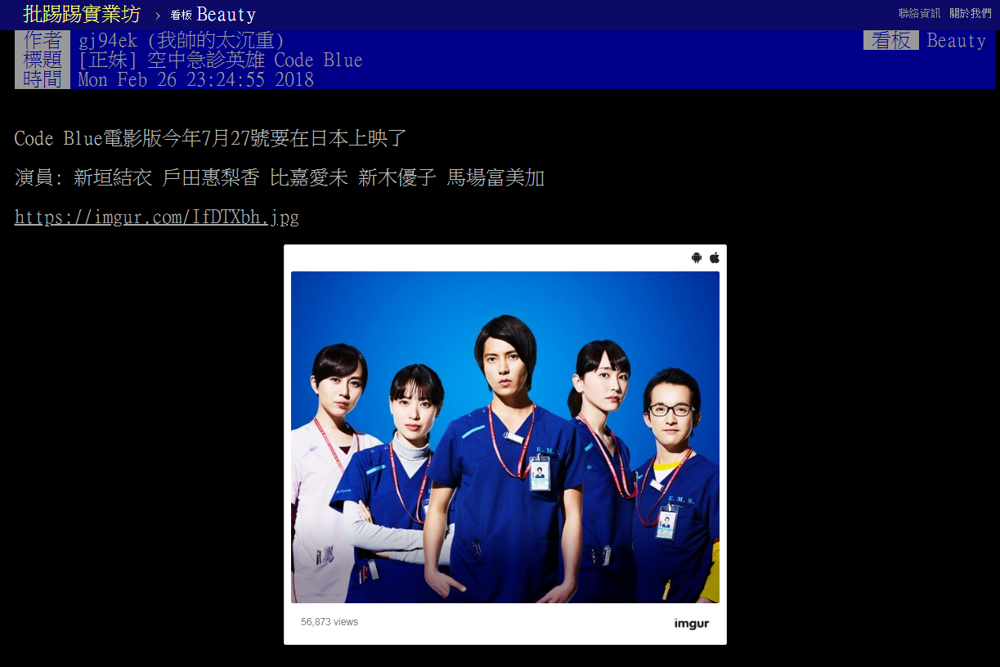 批踢踢實業坊 › 看板 Beauty
聯絡資訊 關於我們
作者 gj94ek (我帥的太沉重)
看板 Beauty
標題 [正妹] 空中急診英雄 Code Blue
時間 Mon Feb 26 23:24:55 2018
Code Blue電影版今年7月27號要在日本上映了
演員: 新垣結衣 戶田惠梨香 比嘉愛未 新木優子 馬場富美加
https://imgur.com/IfDTXbh.jpg
E. M. S.
E. M. S.
56,873 views
imgur